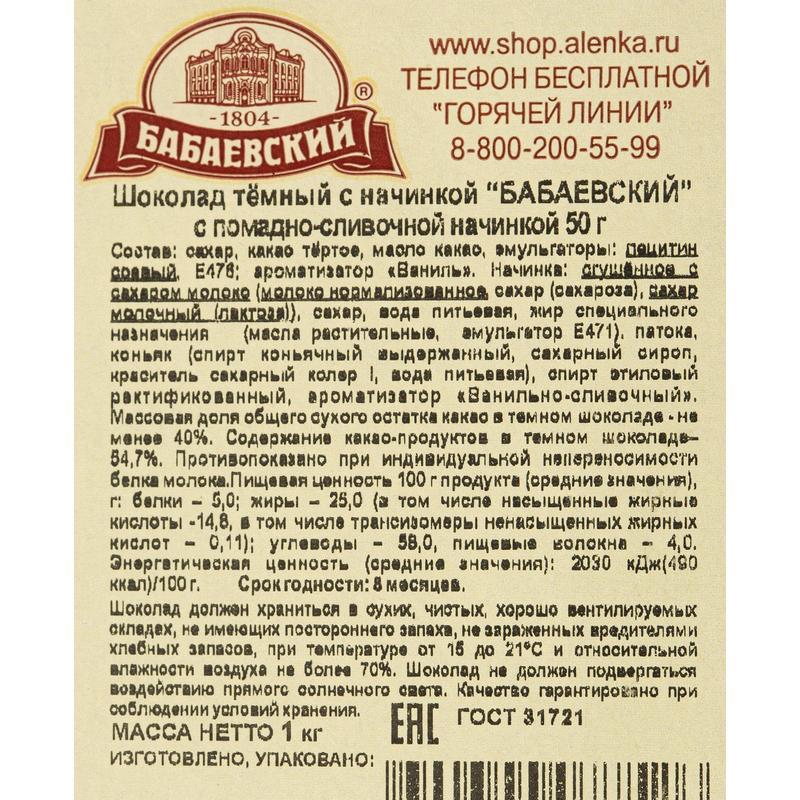 www.shop.alenka.ru
ТЕЛЕФОН БЕСПЛАТНОЙ
"ГОРЯЧЕЙ ЛИНИИ"
8-800-200-55-99
-1804-
БАБАЕВСКИЙ ®
Шоколад тёмный с начинкой "БАБАЕВСКИЙ"
с помадно-сливочной начинкой 50 г
Состав: сахар, какао тёртое, масло какао, эмульгаторы: лецитин
соевый, Е476; ароматизатор «Ваниль». Начинка: сгущённое с
сахаром молоко (молоко нормализованное, сахар (сахароза), сахар
молочный (лактоза)), сахар, вода питьевая, жир специального
назначения (масла растительные, эмульгатор Е471), патока,
коньяк (спирт коньячный выдержанный, сахарный сироп,
краситель сахарный колер I, вода питьевая), спирт этиловый
ректификованный, ароматизатор «Ванильно-сливочный».
Массовая доля общего сухого остатка какао в темном шоколаде - не
менее 40%. Содержание какао-продуктов в темном шоколаде–
54,7%. Противопоказано при индивидуальной непереносимости
белка молока.Пищевая ценность 100 г продукта (средние значения),
г: белки – 5,0; жиры – 25,0 (в том числе насыщенные жирные
кислоты -14,8, в том числе трансизомеры ненасыщенных жирных
кислот – 0,11); углеводы – 58,0, пищевые волокна – 4,0.
Энергетическая ценность (средние значения): 2030 кДж(490
ккал)/100 г. Срок годности: 8 месяцев.
Шоколад должен храниться в сухих, чистых, хорошо вентилируемых
складах, не имеющих постороннего запаха, не зараженных вредителями
хлебных запасов, при температуре от 15 до 21°С и относительной
влажности воздуха не более 70%. Шоколад не должен подвергаться
воздействию прямого солнечного света. Качество гарантировано при
соблюдении условий хранения.
МАССА НЕТТО 1 кг
EAC ГОСТ 31721
ИЗГОТОВЛЕНО, УПАКОВАНО: